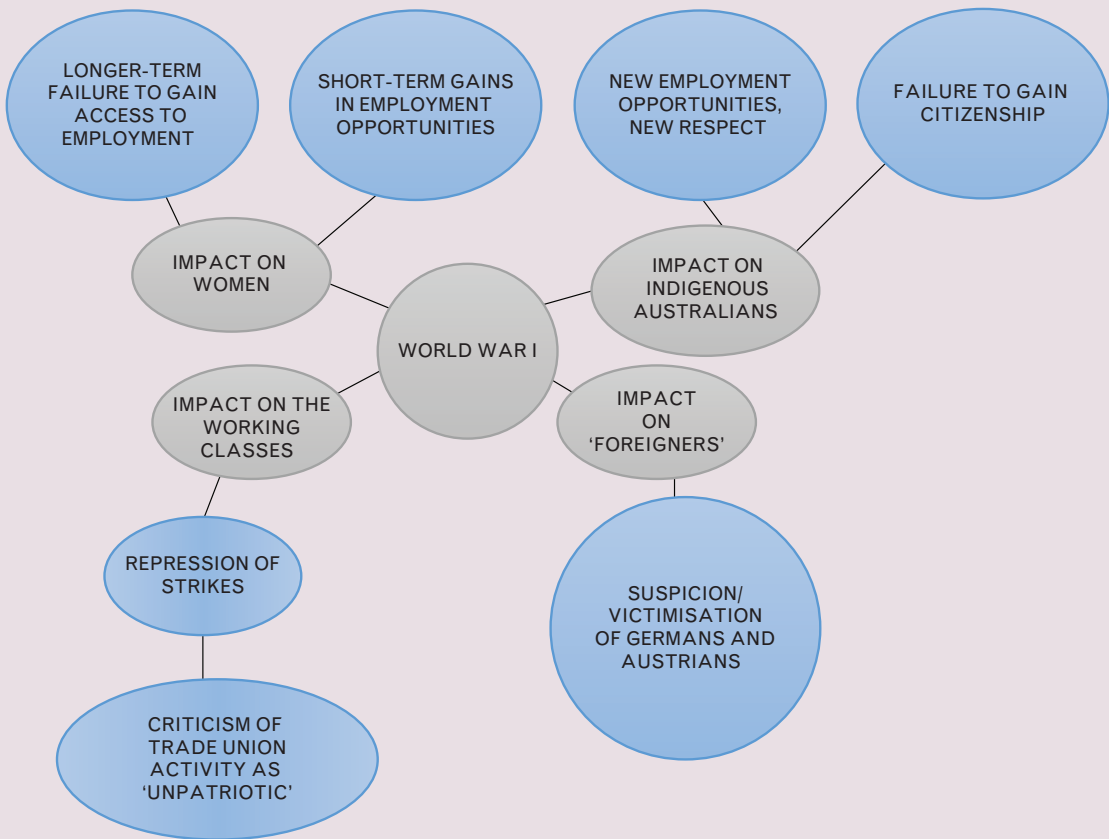 LONGER-TERM
FAILURE TO GAIN
ACCESS TO
EMPLOYMENT
SHORT-TERM GAINS
IN EMPLOYMENT
OPPORTUNITIES
NEW EMPLOYMENT
OPPORTUNITIES,
NEW RESPECT
FAILURE TO GAIN
CITIZENSHIP
IMPACT ON
WOMEN
IMPACT ON
INDIGENOUS
AUSTRALIANS
WORLD WAR I
IMPACT ON THE
WORKING
CLASSES
IMPACT
ON
‘FOREIGNERS’
REPRESSION OF
STRIKES
SUSPICION/
VICTIMISATION
OF GERMANS AND
AUSTRIANS
CRITICISM OF
TRADE UNION
ACTIVITY AS
‘UNPATRIOTIC’